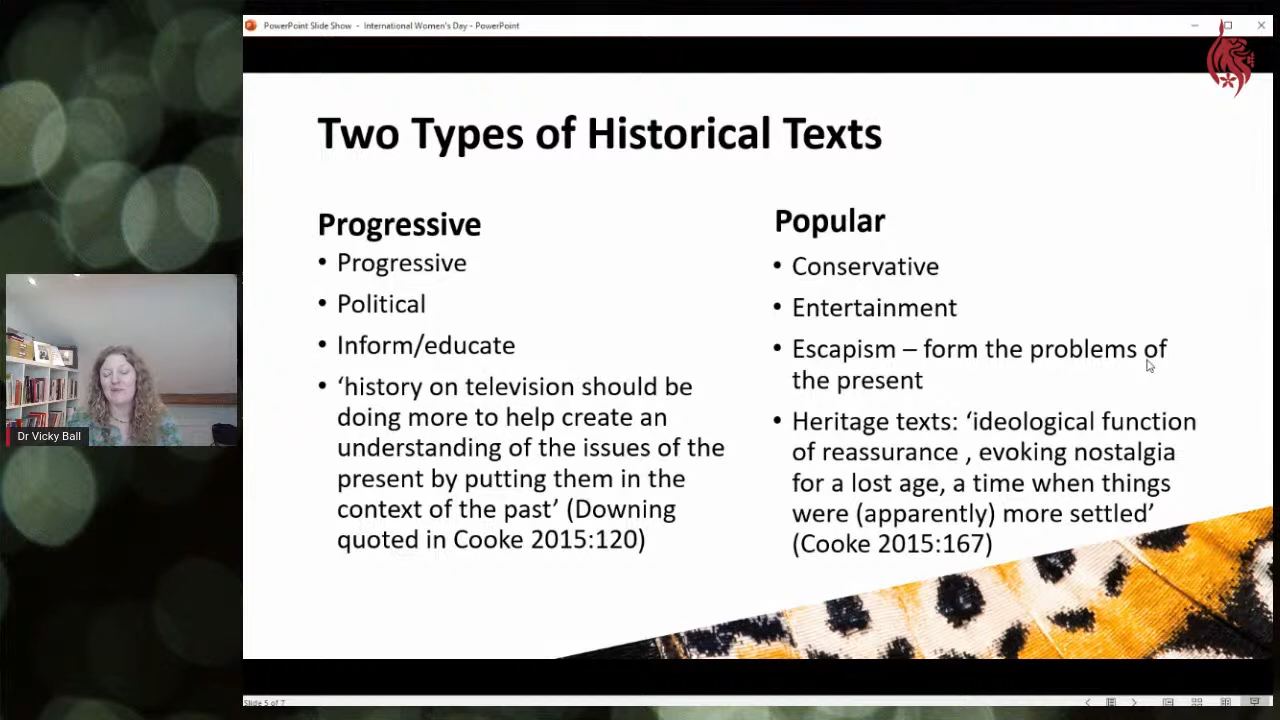 PowerPoint Slide Show - International Women's Day - PowerPoint
Two Types of Historical Texts
Progressive
• Progressive
• Political
• Inform/educate
• ‘history on television should be
doing more to help create an
understanding of the issues of the
present by putting them in the
context of the past’ (Downing
quoted in Cooke 2015:120)
Popular
• Conservative
• Entertainment
• Escapism – form the problems of
the present
• Heritage texts: ‘ideological function
of reassurance , evoking nostalgia
for a lost age, a time when things
were (apparently) more settled’
(Cooke 2015:167)
Dr Vicky Ball
Slide 5 of 7